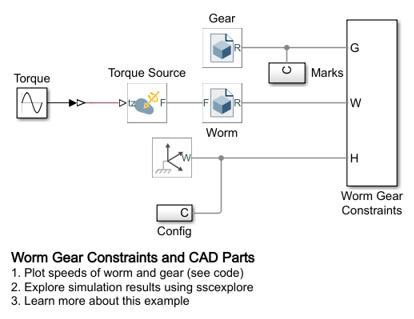 Gear
R
G
C
Marks
Torque
Torque Source
tz
F
F
R
W
Worm
W
H
C
Config
Worm Gear
Constraints
Worm Gear Constraints and CAD Parts
1. Plot speeds of worm and gear (see code)
2. Explore simulation results using sscexplore
3. Learn more about this example